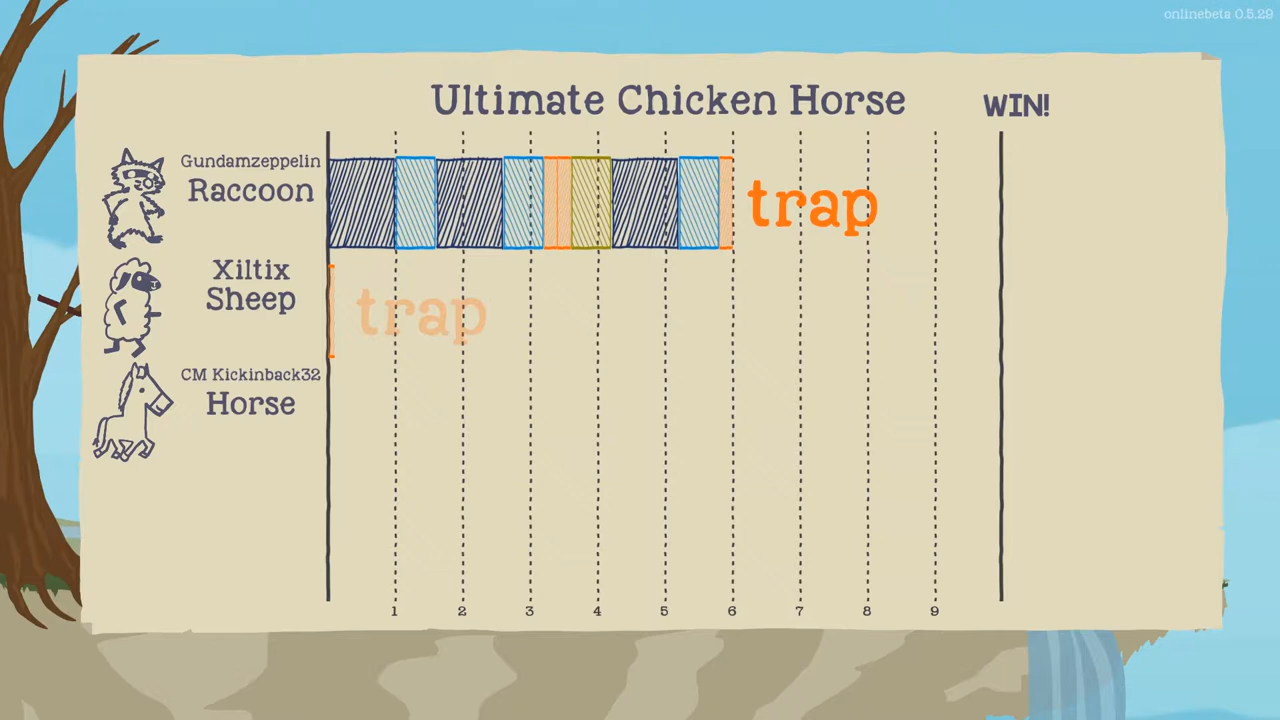 onlinebeta 0.5.29
Ultimate Chicken Horse
WIN!
Gundamzeppelin
Raccoon
trap
Xiltix
Sheep
trap
CM Kickinback32
Horse
1 2 3 4 5 6 7 8 9